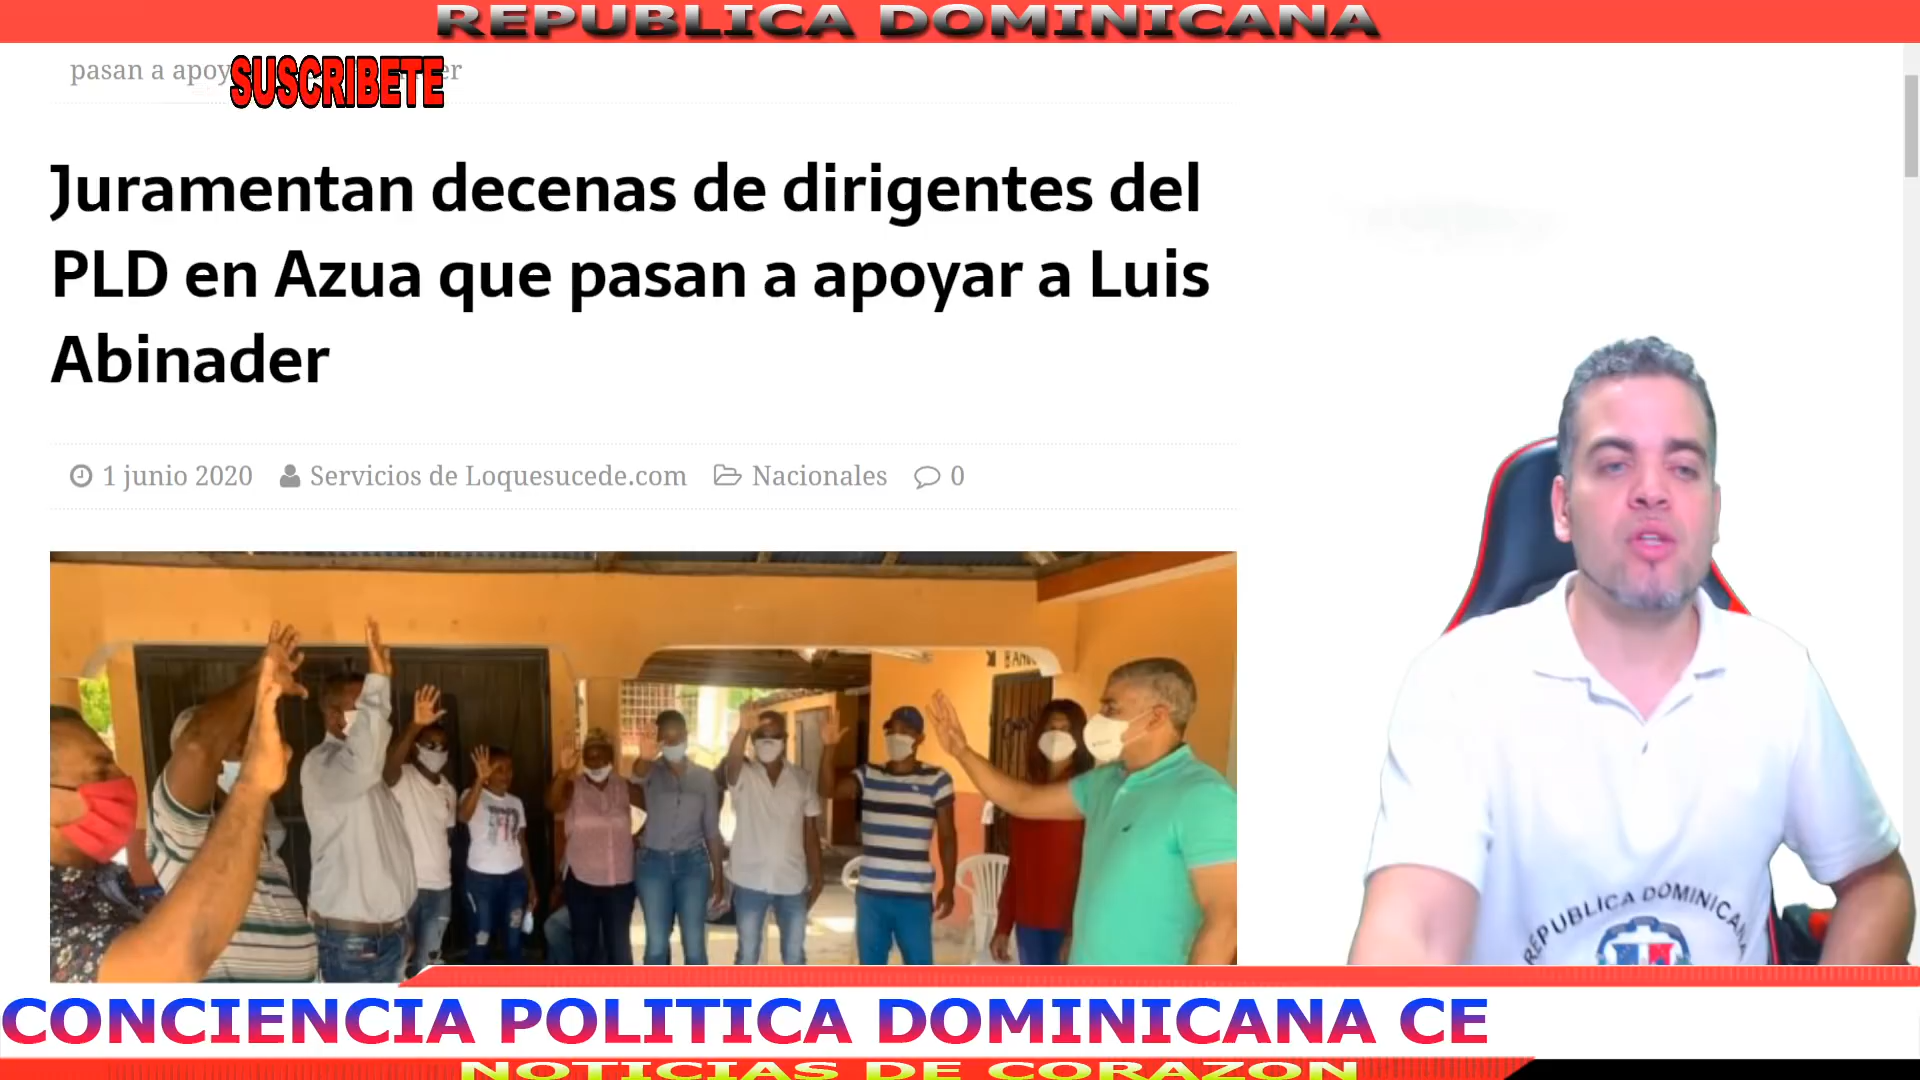 REPUBLICA DOMINICANA
pasan a apoy
SUSCRIBETE
er
Juramentan decenas de dirigentes del
PLD en Azua que pasan a apoyar a Luis
Abinader
1 junio 2020 Servicios de Loquesucede.com Nacionales 0
REPUBLICA DOMINICANA
CONCIENCIA POLITICA DOMINICANA CE
NOTICIAS DE CORAZON